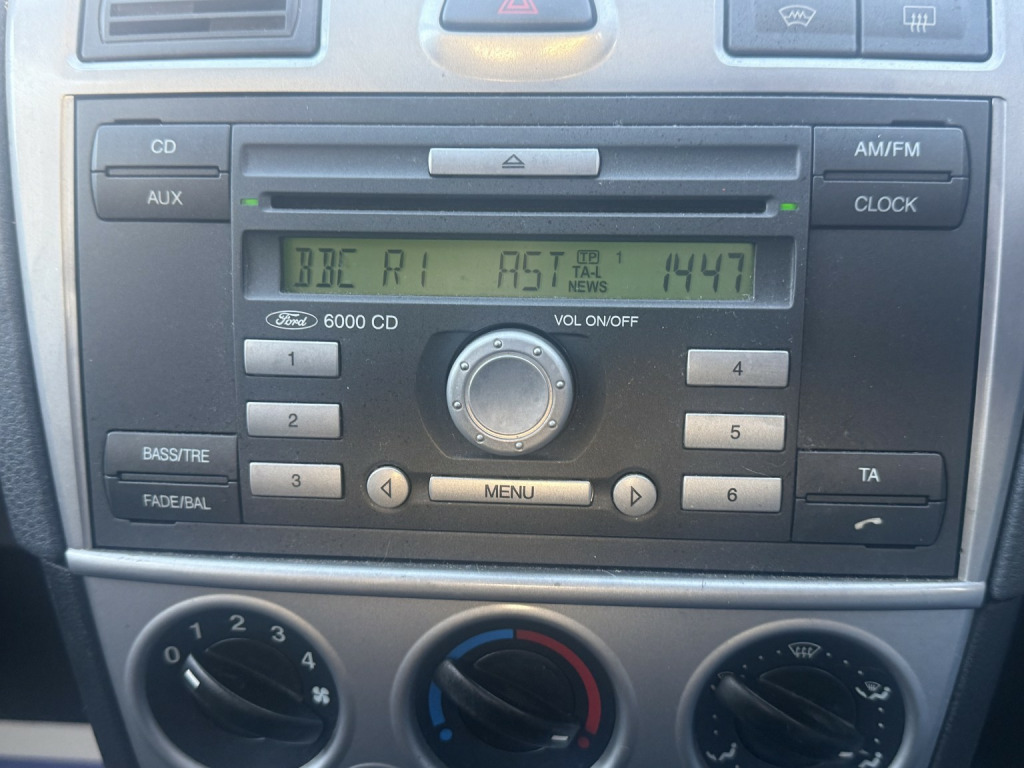 CD
AUX
AM/FM
CLOCK
BBC R1 AST TP 1 1447
TA-L
NEWS
Ford 6000 CD
VOL ON/OFF
1
2
3
4
5
6
BASS/TRE
FADE/BAL
MENU
TA
0 1 2 3 4